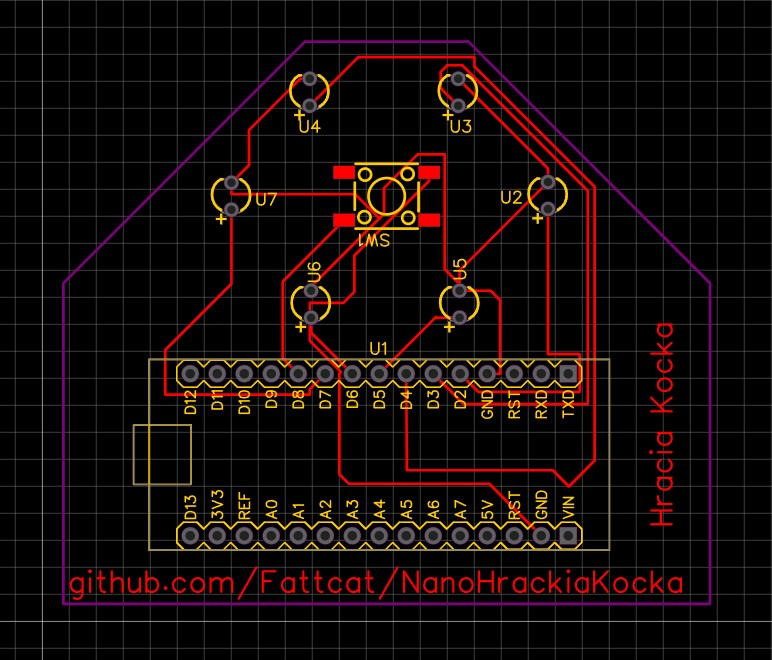 U4
U3
U7
U2
SW1
U6
U5
U1
D12 D11 D10 D9 D8 D7 D6 D5 D4 D3 D2 GND RST RXD TXD
D13 3V3 REF A0 A1 A2 A3 A4 A5 A6 A7 5V RST GND VIN
Hracia Kocka
github.com/Fattcat/NanoHrackiaKocka